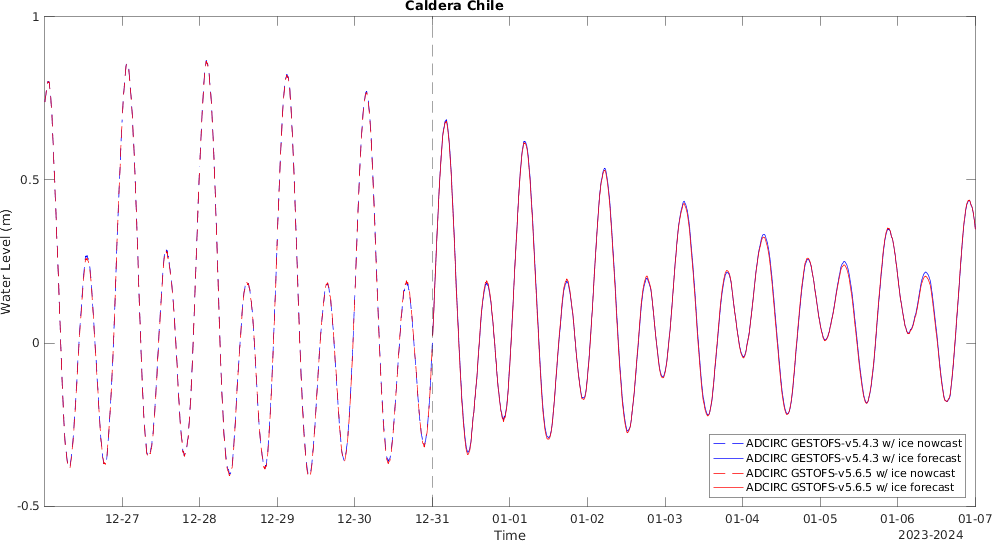 Caldera Chile
1
0.5
0
-0.5
Water Level (m)
ADCIRC GESTOFS-v5.4.3 w/ ice nowcast
ADCIRC GESTOFS-v5.4.3 w/ ice forecast
ADCIRC GSTOFS-v5.6.5 w/ ice nowcast
ADCIRC GSTOFS-v5.6.5 w/ ice forecast
12-27 12-28 12-29 12-30 12-31 01-01 01-02 01-03 01-04 01-05 01-06 01-07
Time
2023-2024